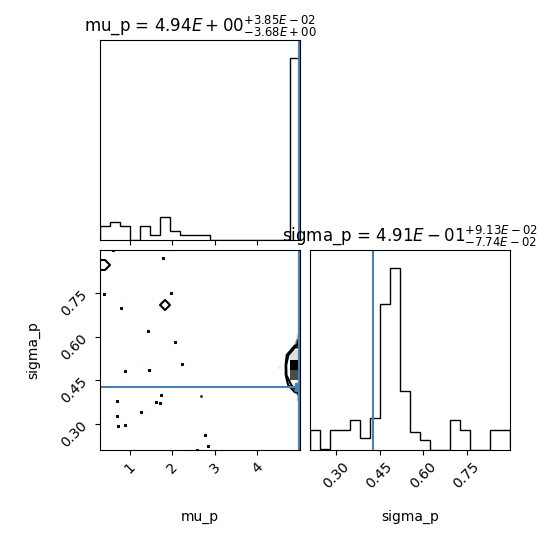 mu_p = 4.94E+00+3.85E−02 −3.68E+00
sigma_p = 4.91E−01+9.13E−02 −7.74E−02
sigma_p
0.75
0.60
0.45
0.30
1 2 3 4
0.30 0.45 0.60 0.75
mu_p
sigma_p